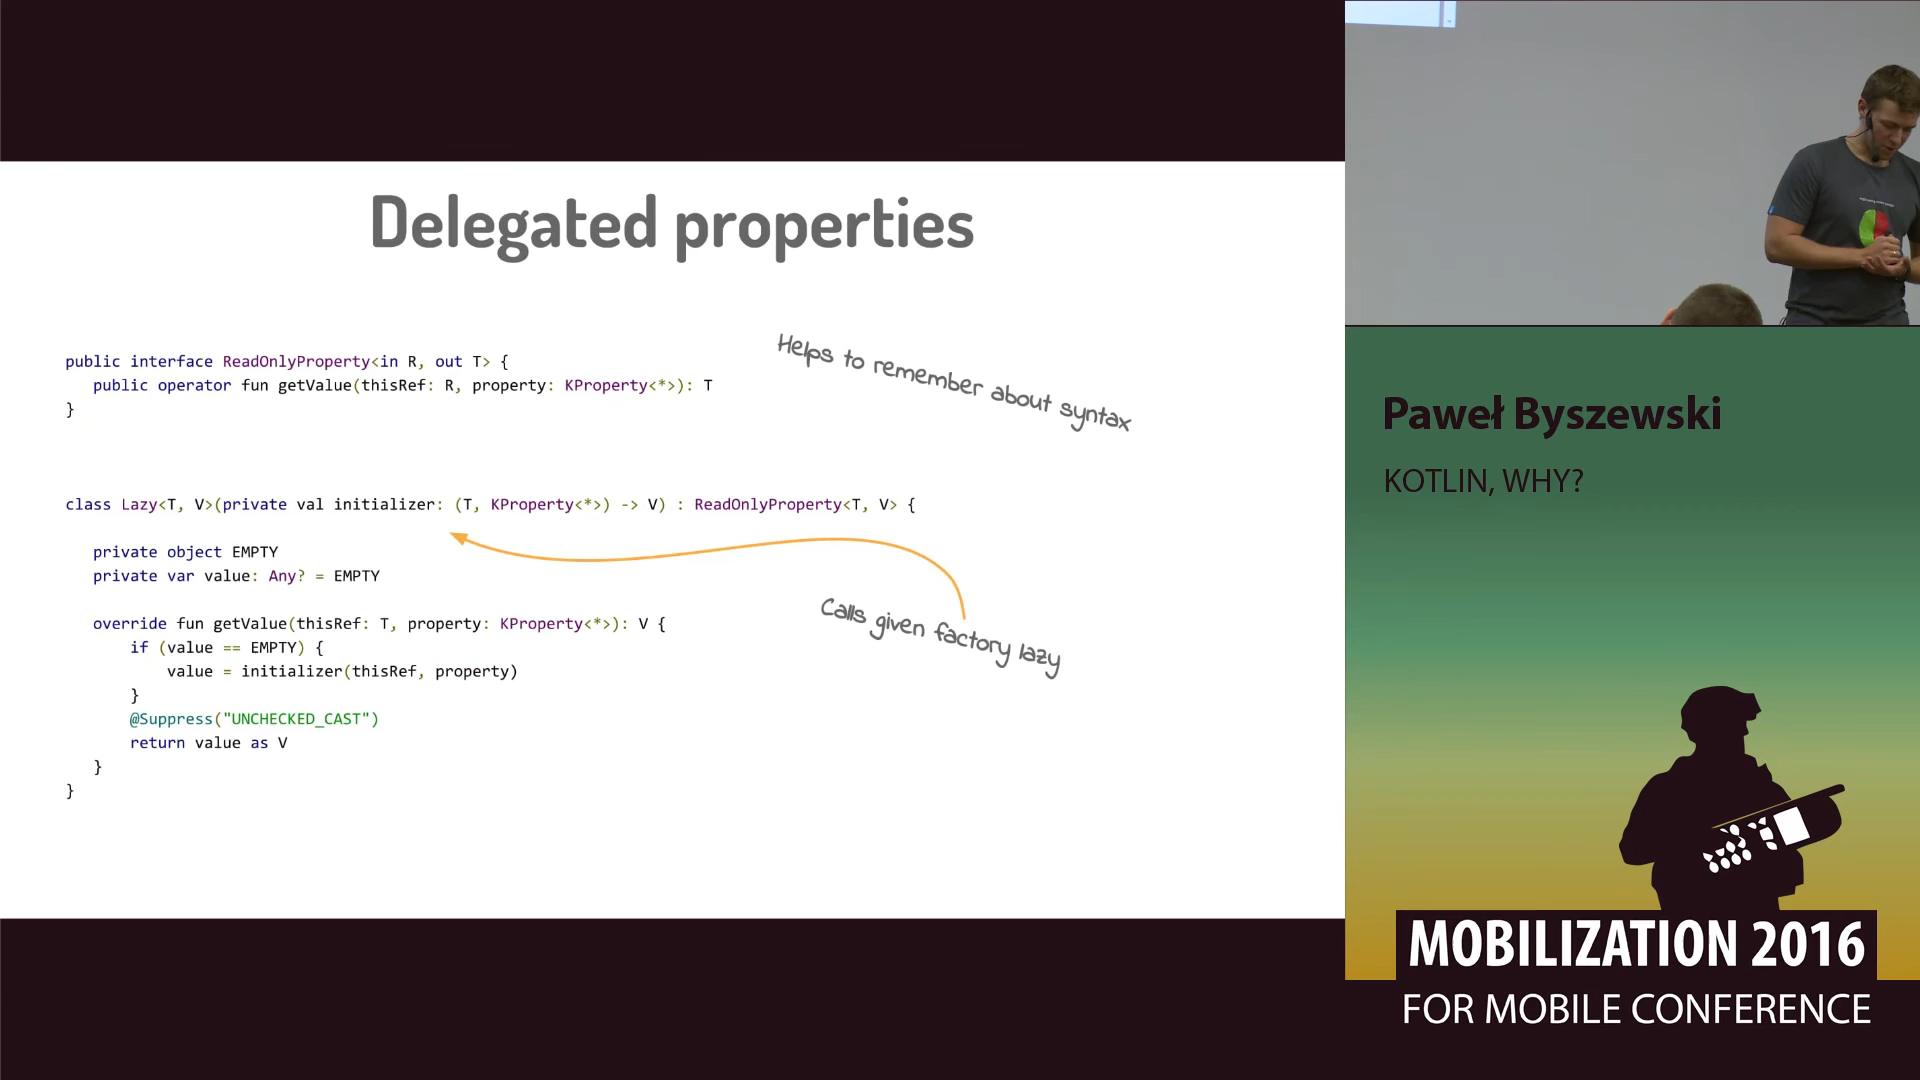 Delegated properties
public interface ReadOnlyProperty<in R, out T> {
public operator fun getValue(thisRef: R, property: KProperty<*>): T
}
Helps to remember about syntax
class Lazy<T, V>(private val initializer: (T, KProperty<*>) -> V) : ReadOnlyProperty<T, V> {
private object EMPTY
private var value: Any? = EMPTY
override fun getValue(thisRef: T, property: KProperty<*>): V {
if (value == EMPTY) {
value = initializer(thisRef, property)
}
@Suppress("UNCHECKED_CAST")
return value as V
}
}
Calls given factory lazy
Paweł Byszewski
KOTLIN, WHY?
MOBILIZATION 2016
FOR MOBILE CONFERENCE